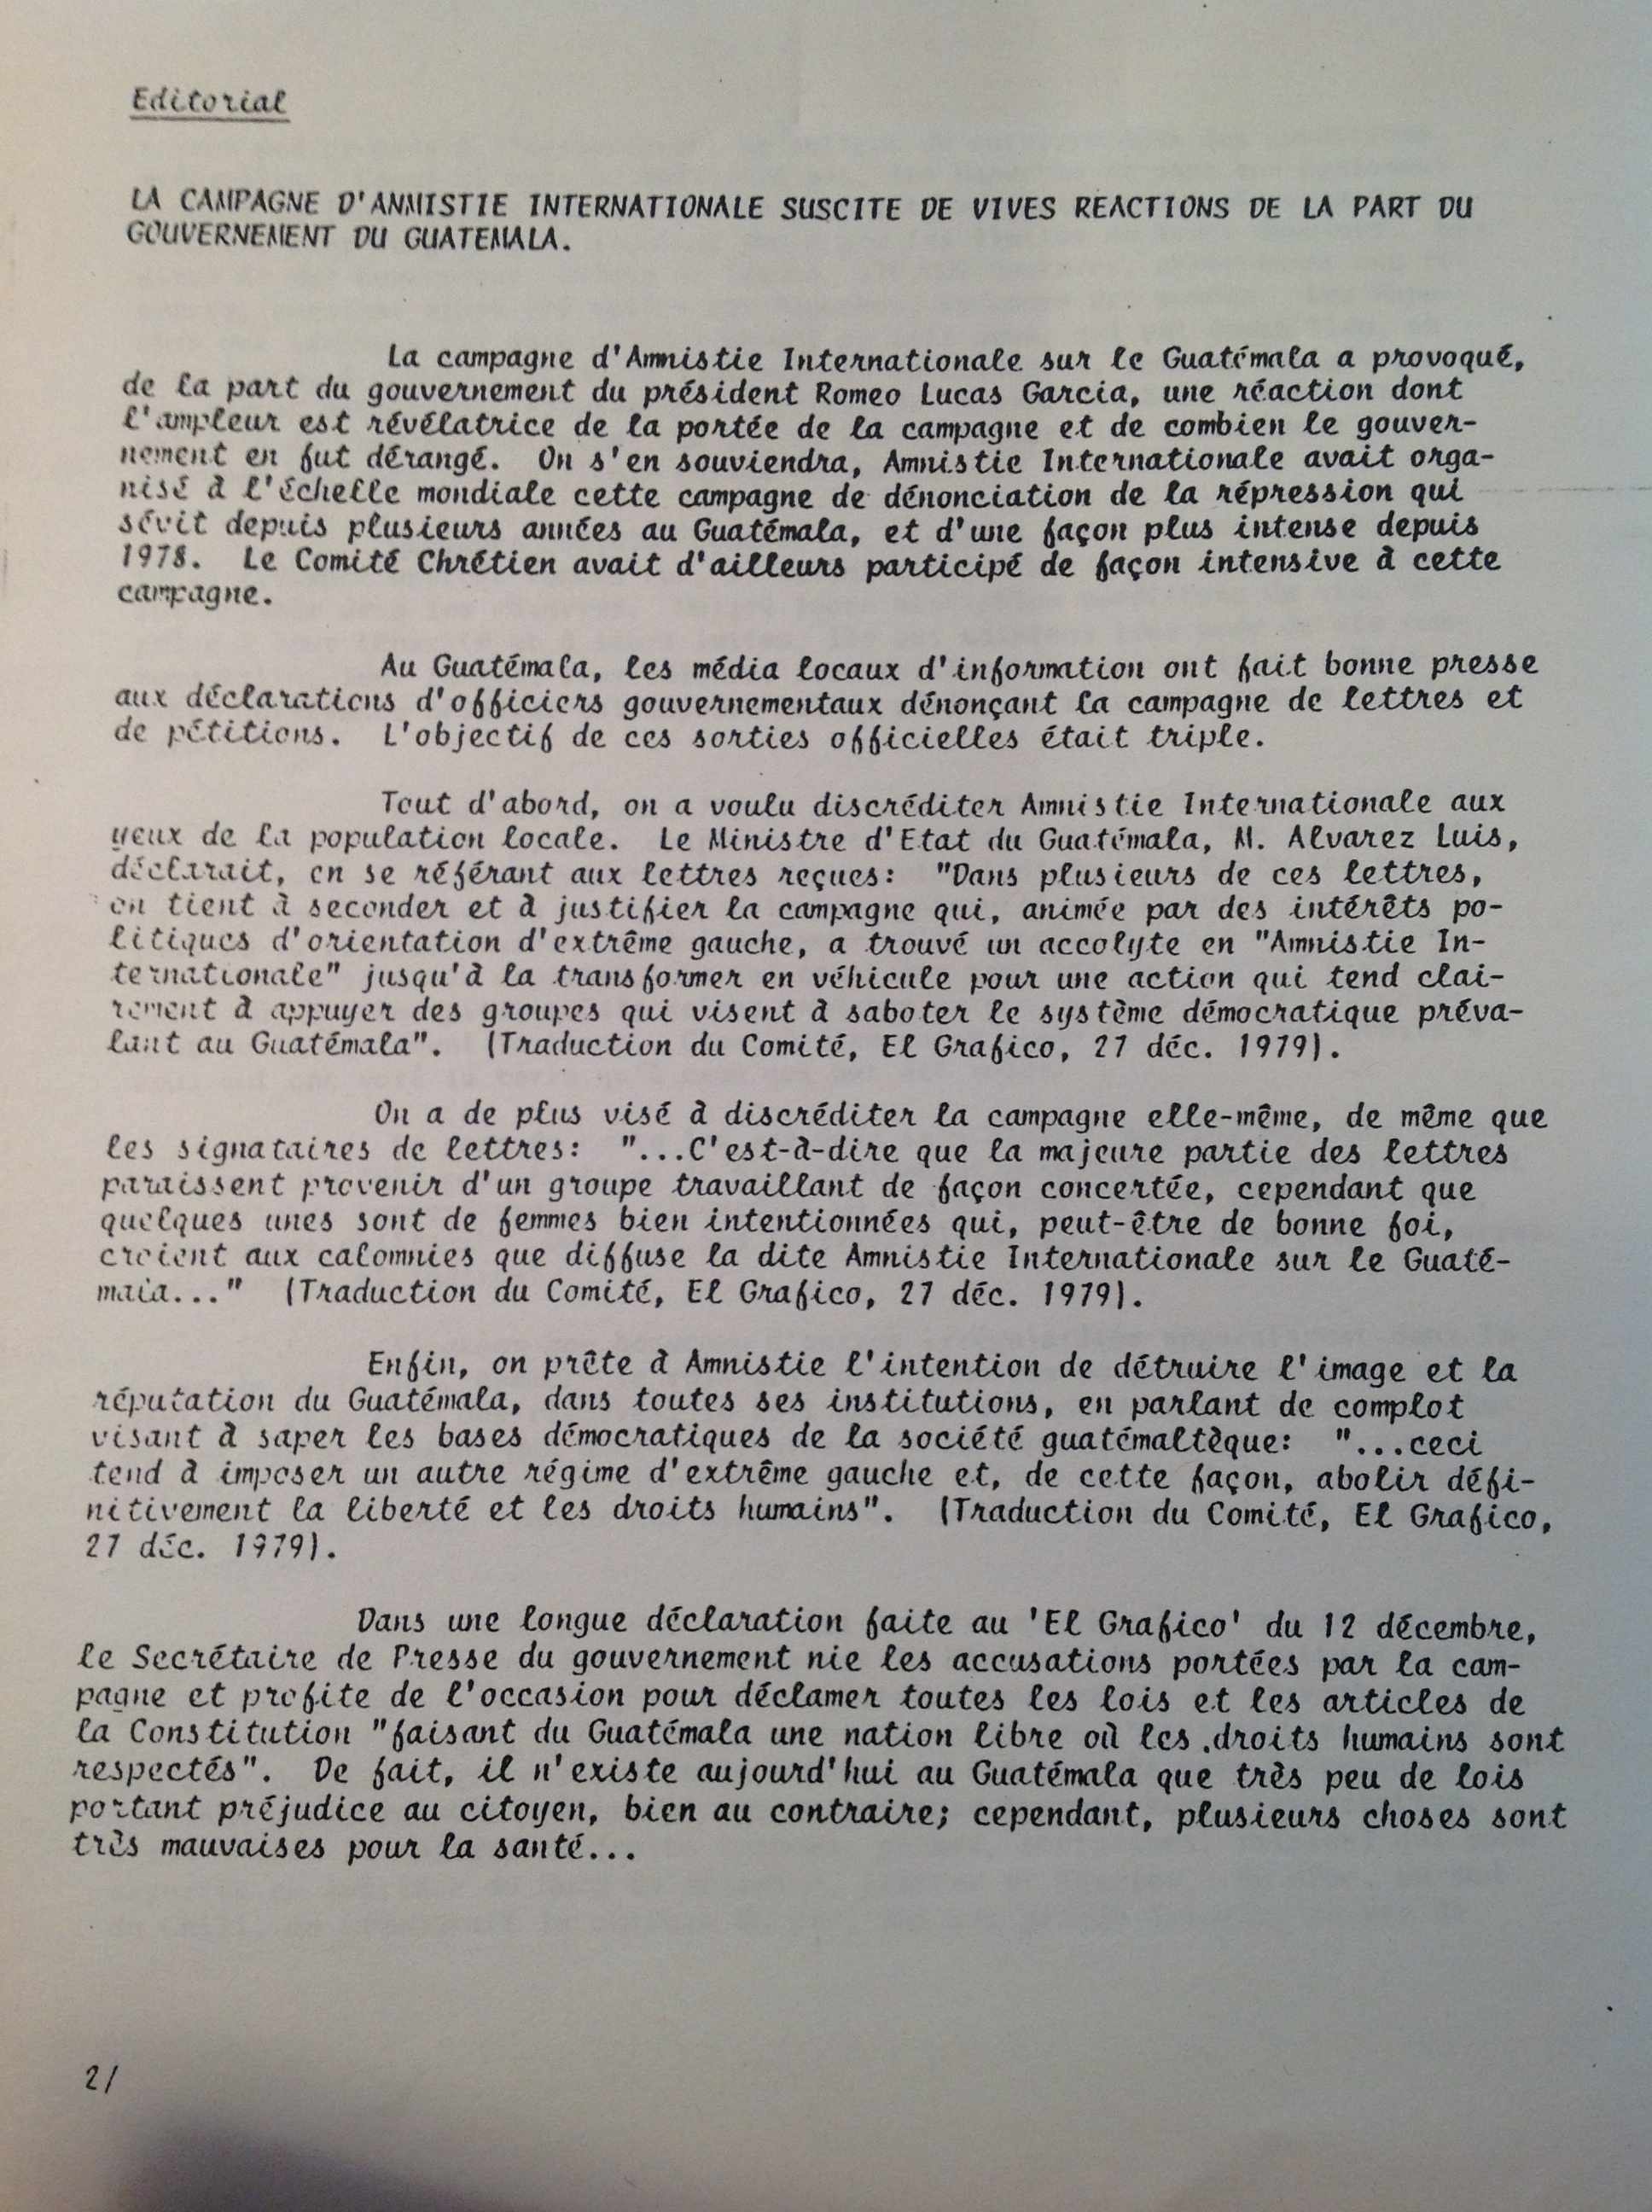 Editorial
LA CAMPAGNE D'AMNISTIE INTERNATIONALE SUSCITE DE VIVES REACTIONS DE LA PART DU
GOUVERNEMENT DU GUATEMALA.
La campagne d'Amnistie Internationale sur le Guatémala a provoqué,
de la part du gouvernement du président Romeo Lucas Garcia, une réaction dont
l'ampleur est révélatrice de la portée de la campagne et de combien le gouver-
nement en fut dérangé. On s'en souviendra, Amnistie Internationale avait orga-
nisé à l'échelle mondiale cette campagne de dénonciation de la répression qui
sévit depuis plusieurs années au Guatémala, et d'une façon plus intense depuis
1978. Le Comité Chrétien avait d'ailleurs participé de façon intensive à cette
campagne.
Au Guatémala, les média locaux d'information ont fait bonne presse
aux déclarations d'officiers gouvernementaux dénonçant la campagne de lettres et
de pétitions. L'objectif de ces sorties officielles était triple.
Tout d'abord, on a voulu discréditer Amnistie Internationale aux
yeux de la population locale. Le Ministre d'Etat du Guatémala, M. Alvarez Luis,
déclarait, en se référant aux lettres reçues: "Dans plusieurs de ces lettres,
on tient à seconder et à justifier la campagne qui, animée par des intérêts po-
litiques d'orientation d'extrême gauche, a trouvé un accolyte en "Amnistie In-
ternationale" jusqu'à la transformer en véhicule pour une action qui tend clai-
rement à appuyer des groupes qui visent à saboter le système démocratique préva-
lant au Guatémala". (Traduction du Comité, El Grafico, 27 déc. 1979).
On a de plus visé à discréditer la campagne elle-même, de même que
les signataires de lettres: "...C'est-à-dire que la majeure partie des lettres
paraissent provenir d'un groupe travaillant de façon concertée, cependant que
quelques unes sont de femmes bien intentionnées qui, peut-être de bonne foi,
croient aux calomnies que diffuse la dite Amnistie Internationale sur le Guaté-
mala..." (Traduction du Comité, El Grafico, 27 déc. 1979).
Enfin, on prête à Amnistie l'intention de détruire l'image et la
réputation du Guatémala, dans toutes ses institutions, en parlant de complot
visant à saper les bases démocratiques de la société guatémaltèque: "...ceci
tend à imposer un autre régime d'extrême gauche et, de cette façon, abolir défi-
nitivement la liberté et les droits humains". (Traduction du Comité, El Grafico,
27 déc. 1979).
Dans une longue déclaration faite au 'El Grafico' du 12 décembre,
le Secrétaire de Presse du gouvernement nie les accusations portées par la cam-
pagne et profite de l'occasion pour déclamer toutes les lois et les articles de
la Constitution "faisant du Guatémala une nation libre où les droits humains sont
respectés". De fait, il n'existe aujourd'hui au Guatémala que très peu de lois
portant préjudice au citoyen, bien au contraire; cependant, plusieurs choses sont
très mauvaises pour la santé...
2/